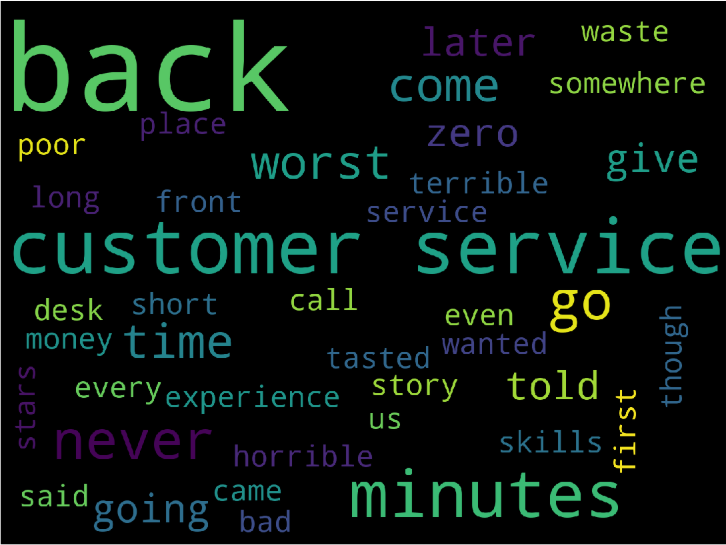 back
later
waste
come
somewhere
place
zero
poor
worst
give
terrible
long
front
service
customer service
desk
short
call
go
even
money
time
tasted
wanted
though
stars
every
experience
story
told
us
first
never
horrible
skills
said
going
came
bad
minutes